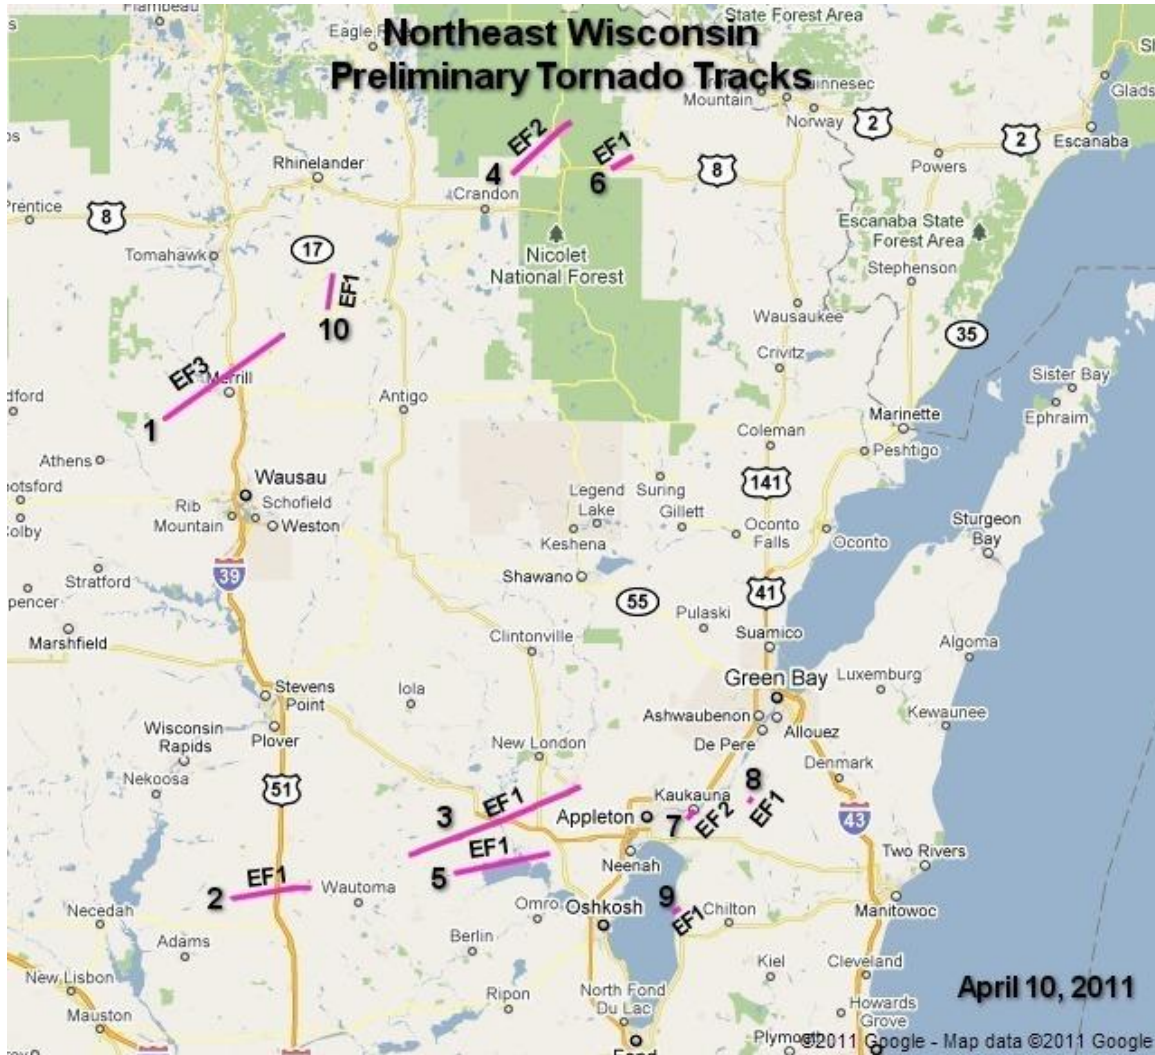 Flambeau
State Forest Area
Northeast Wisconsin
Preliminary Tornado Tracks
Mountain
Norway
2
2
Escanaba
Powers
8
EF2
EF1
4
6
Rhinelander
Crandon
Prentice
8
Tomahawk
17
Nicolet
National Forest
Escanaba State
Forest Area
Stephenson
EF1
10
Wausaukee
35
EF3
Merrill
1
Crivitz
Sister Bay
Ephraim
Antigo
Marinette
Coleman
Peshtigo
Athens
Wausau
Rib
Mountain
Schofield
Weston
Legend
Lake
Suring
Gillett
141
Oconto
Falls
Oconto
Sturgeon
Bay
Colby
Keshena
Stratford
39
Shawano
55
41
Spencer
Marshfield
Pulaski
Suamico
Clintonville
Algoma
Green Bay
Luxemburg
Stevens
Point
Iola
Ashwaubenon
Allouez
Kewaunee
Wisconsin
Rapids
Plover
De Pere
New London
Denmark
Nekoosa
51
3
EF1
Appleton
Kaukauna
7
EF2
8
EF1
43
5
EF1
Neenah
Two Rivers
2
EF1
Wautoma
Omro
Oshkosh
9
EF1
Chilton
Manitowoc
Necedah
Adams
Berlin
Kiel
Cleveland
New Lisbon
Mauston
Ripon
North Fond
Du Lac
April 10, 2011
Howards
Grove
Plymouth
©2011 Google - Map data ©2011 Google